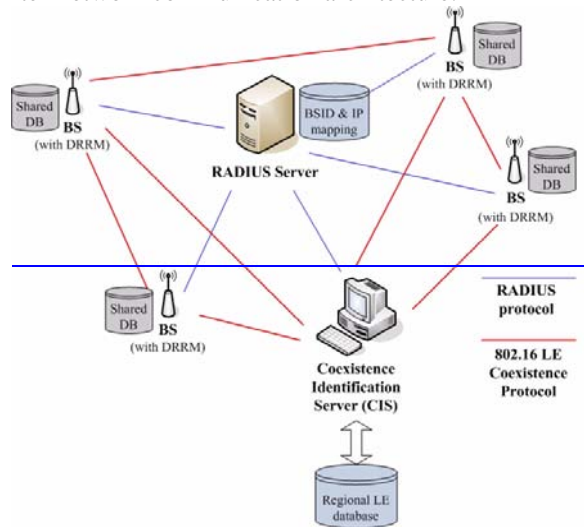 Shared
DB
BS
(with DRRM)
BSID & IP
mapping
RADIUS Server
Shared
DB
BS
(with DRRM)
Shared
DB
BS
(with DRRM)
Shared
DB
BS
(with DRRM)
Coexistence
Identification
Server (CIS)
Regional LE
database
RADIUS
protocol
802.16 LE
Coexistence
Protocol